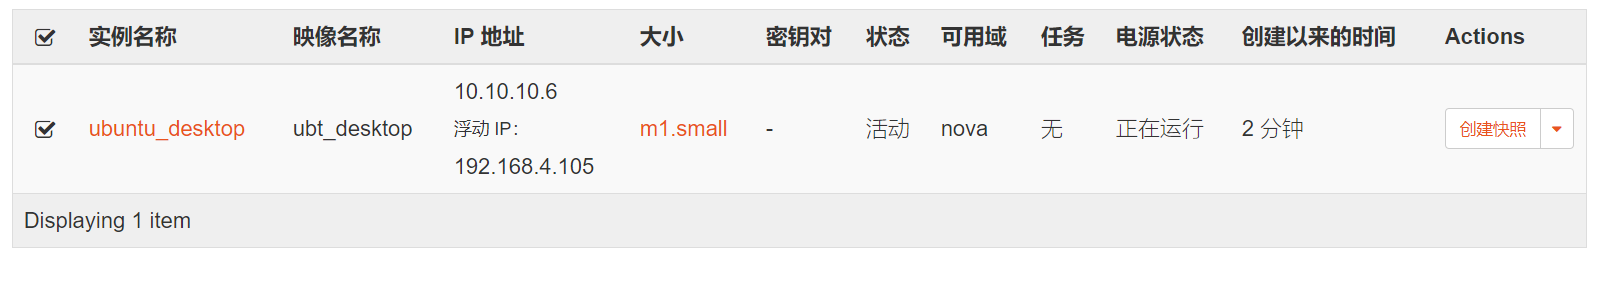 实例名称 映像名称 IP 地址 大小 密钥对 状态 可用域 任务 电源状态 创建以来的时间 Actions
10.10.10.6
ubuntu_desktop ubt_desktop 浮动 IP： m1.small - 活动 nova 无 正在运行 2 分钟 创建快照
192.168.4.105
Displaying 1 item